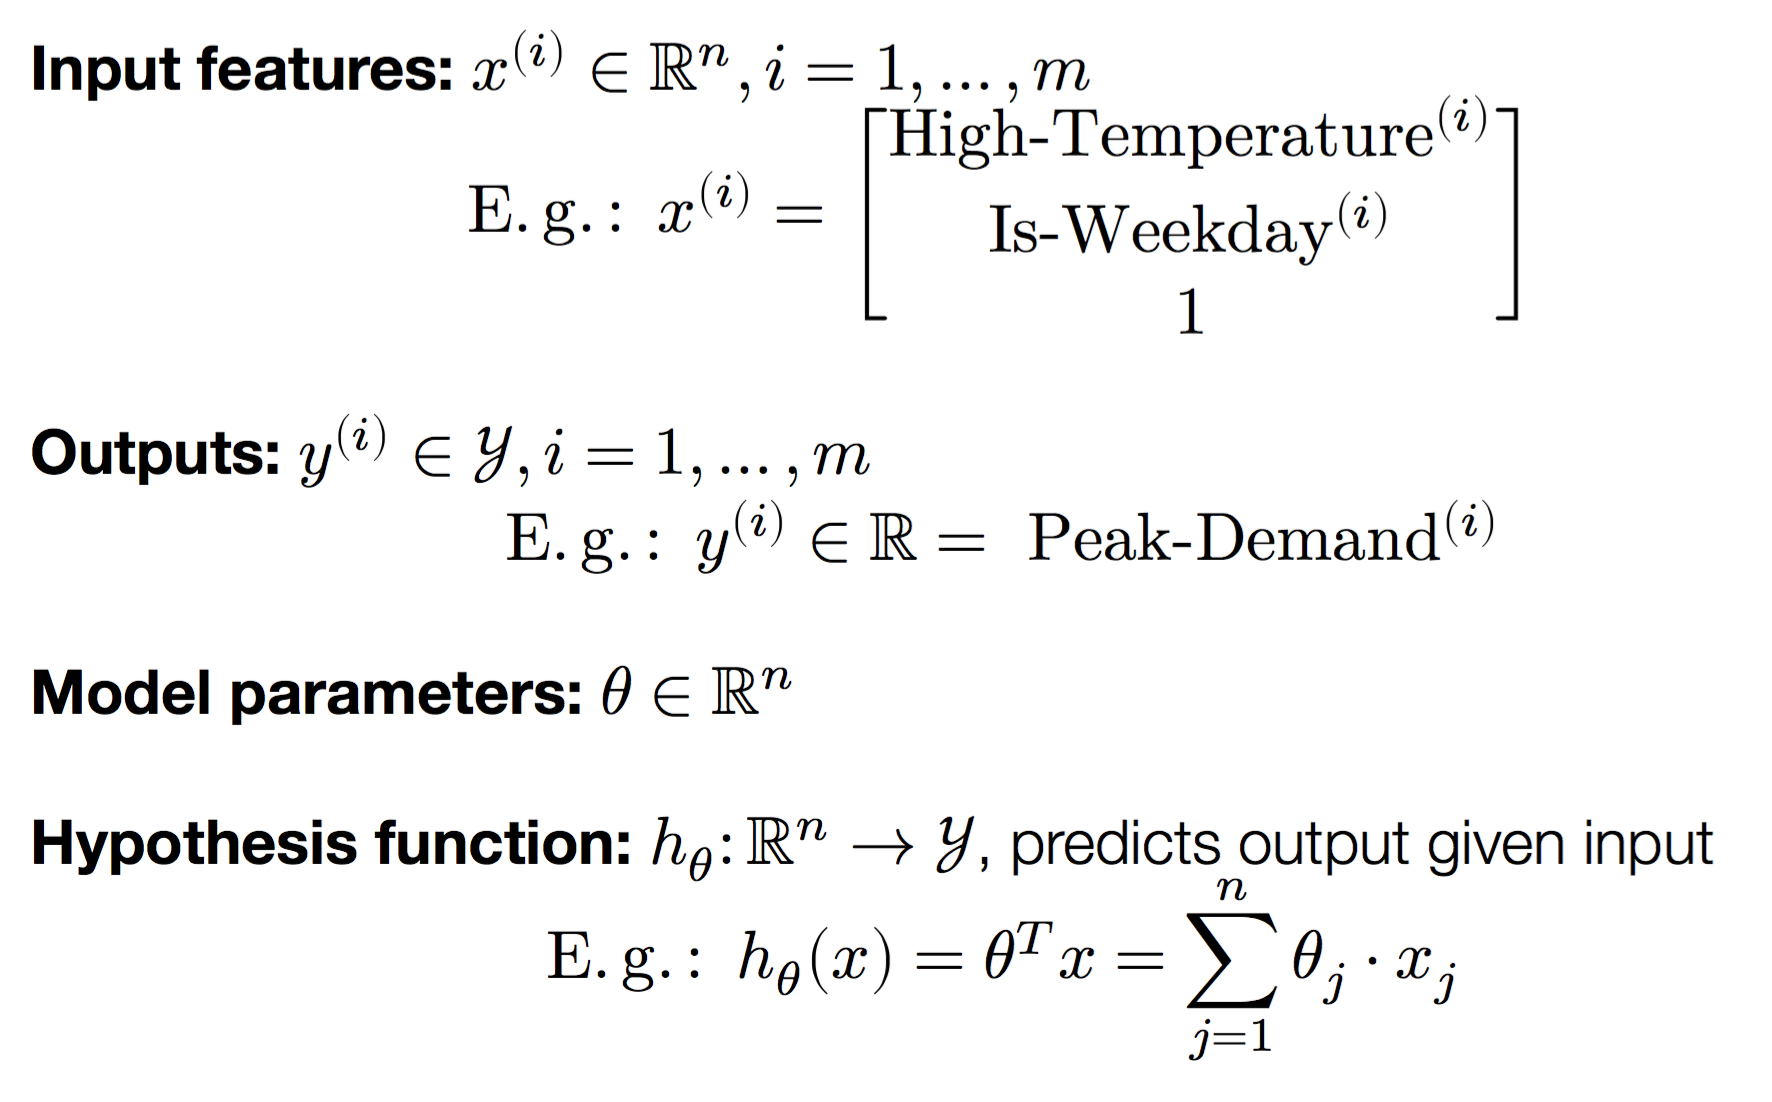 Input features: x^(i) ∈ ℝ^n, i = 1, … , m
E. g. : x^(i) = [High-Temperature^(i)
Is-Weekday^(i)
1]
Outputs: y^(i) ∈ 𝒴, i = 1, … , m
E. g. : y^(i) ∈ ℝ = Peak-Demand^(i)
Model parameters: θ ∈ ℝ^n
Hypothesis function: h_θ: ℝ^n → 𝒴, predicts output given input
E. g. : h_θ(x) = θ^T x = ∑_{j=1}^{n} θ_j · x_j